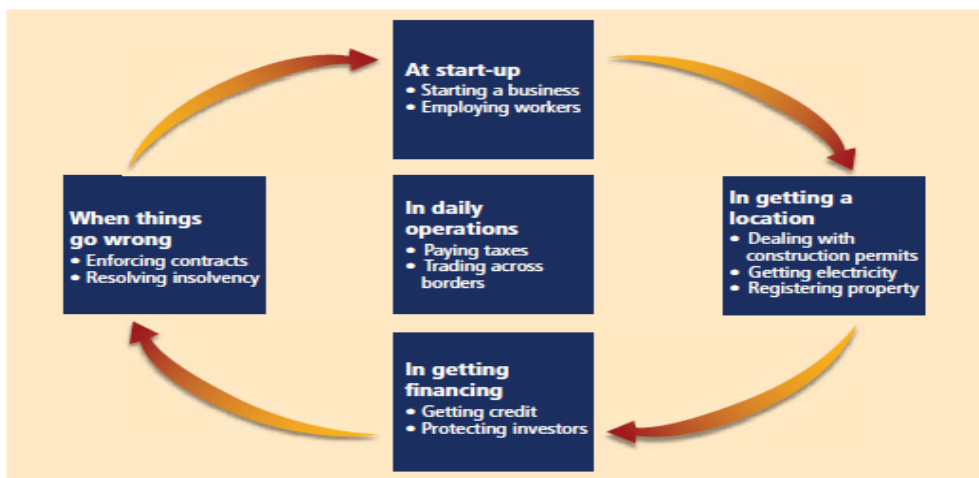 At start-up
• Starting a business
• Employing workers
When things
go wrong
• Enforcing contracts
• Resolving insolvency
In daily
operations
• Paying taxes
• Trading across
borders
In getting a
location
• Dealing with
construction permits
• Getting electricity
• Registering property
In getting
financing
• Getting credit
• Protecting investors